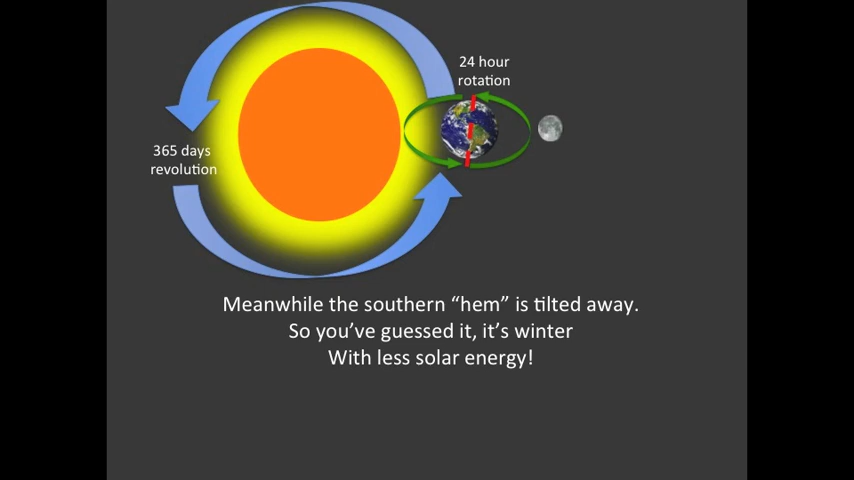 24 hour
rotation
365 days
revolution
Meanwhile the southern “hem” is tilted away.
So you’ve guessed it, it’s winter
With less solar energy!